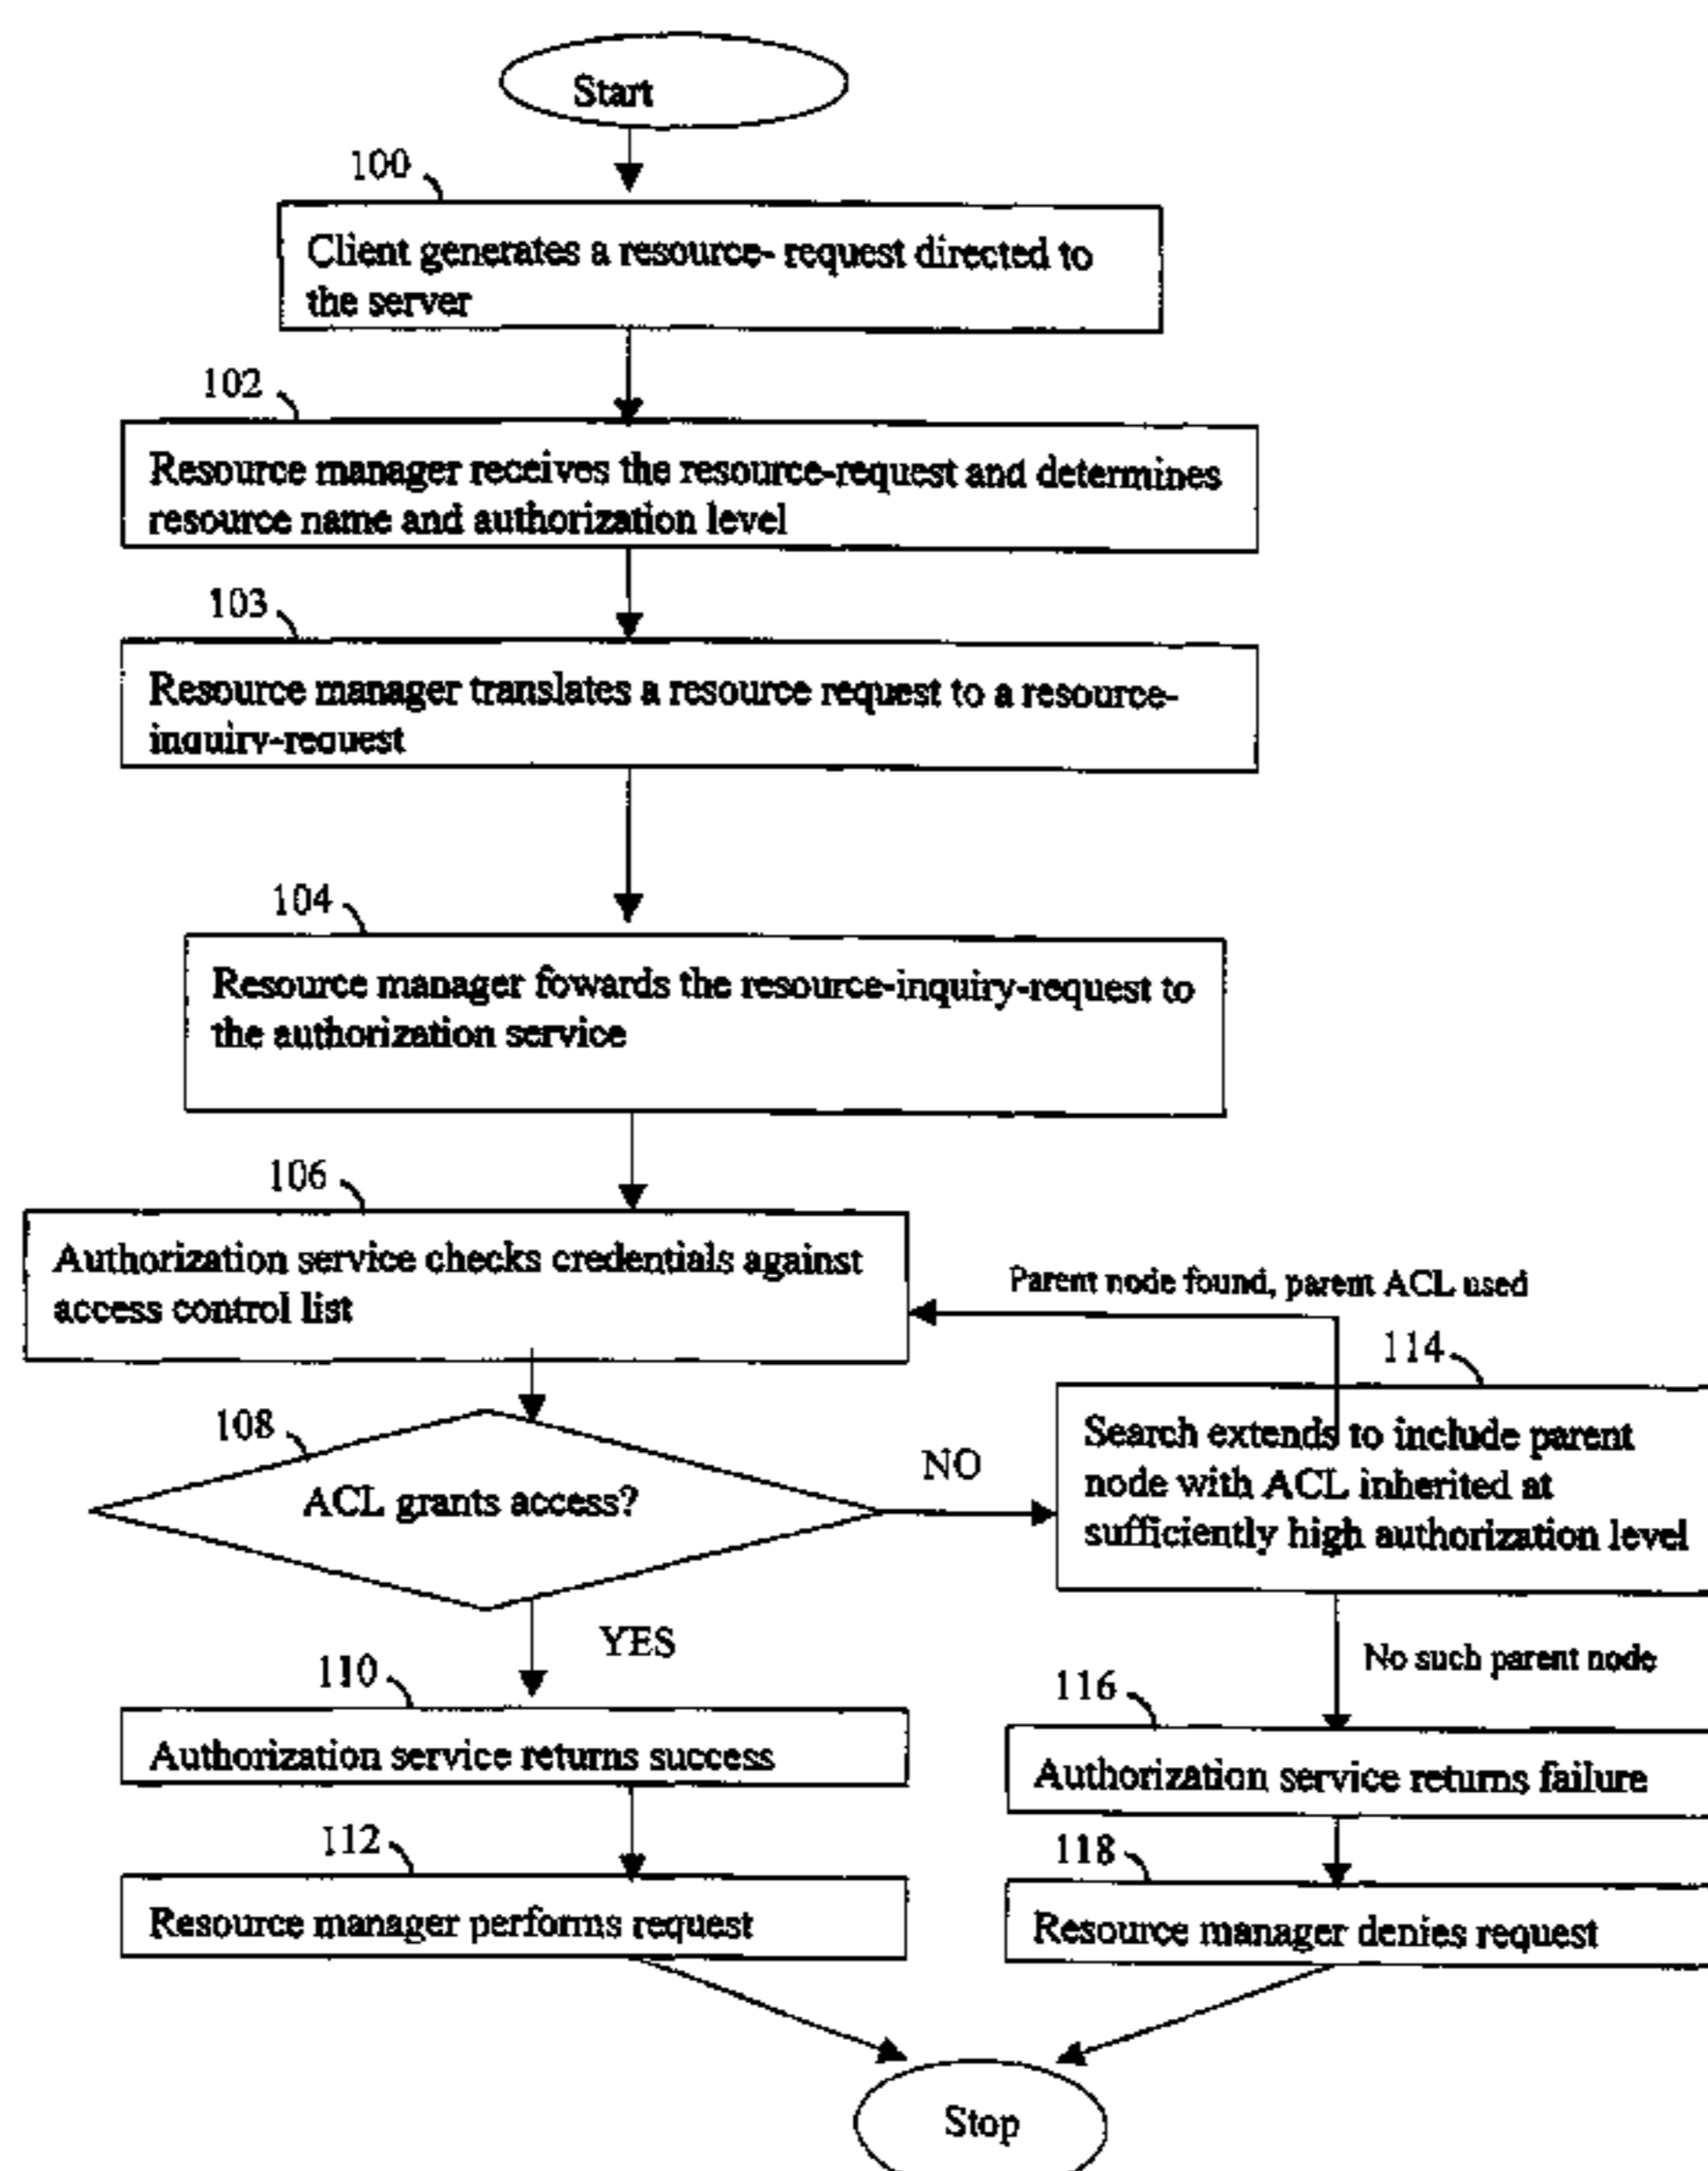 Start
100
Client generates a resource- request directed to
the server
102
Resource manager receives the resource-request and determines
resource name and authorization level
103
Resource manager translates a resource request to a resource-
inquiry-request
104
Resource manager fowards the resource-inquiry-request to
the authorization service
106
Authorization service checks credentials against
access control list
Parent node found, parent ACL used
114
Search extends to include parent
node with ACL inherited at
sufficiently high authorization level
108
ACL grants access?
NO
YES
No such parent node
110
Authorization service returns success
116
Authorization service returns failure
112
Resource manager performs request
118
Resource manager denies request
Stop